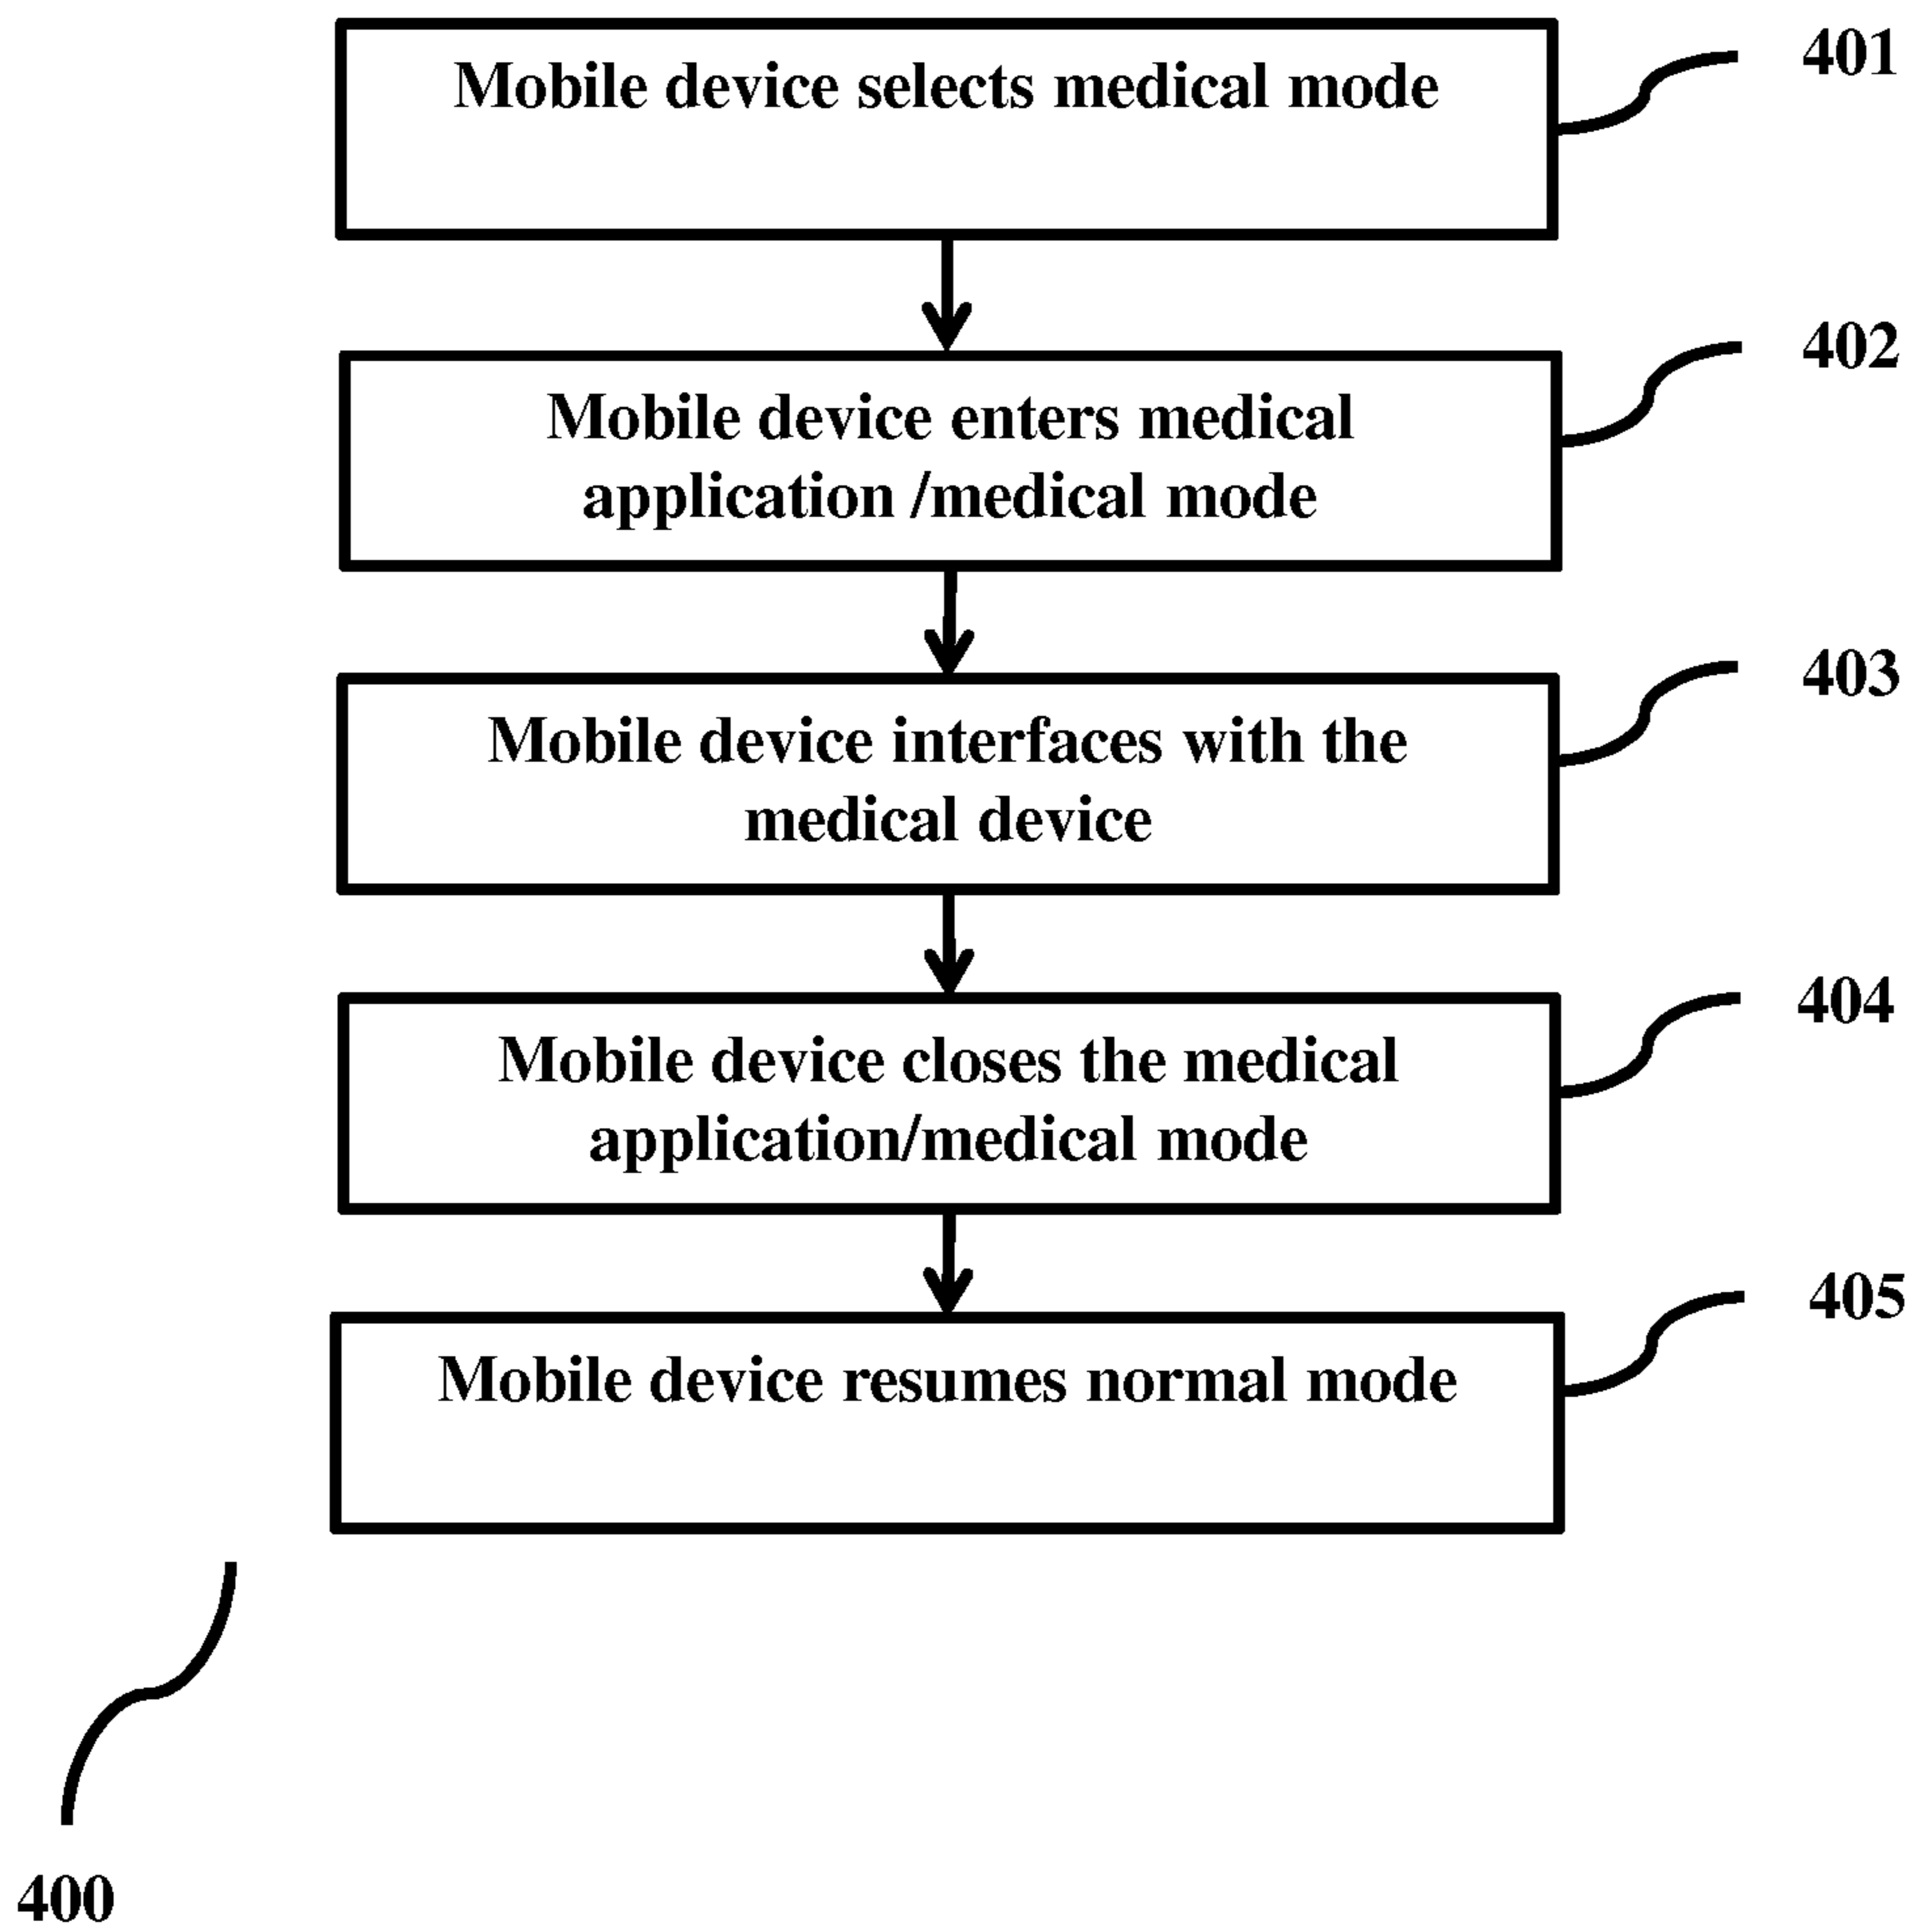 Mobile device selects medical mode
401
Mobile device enters medical
application /medical mode
402
Mobile device interfaces with the
medical device
403
Mobile device closes the medical
application/medical mode
404
Mobile device resumes normal mode
405
400